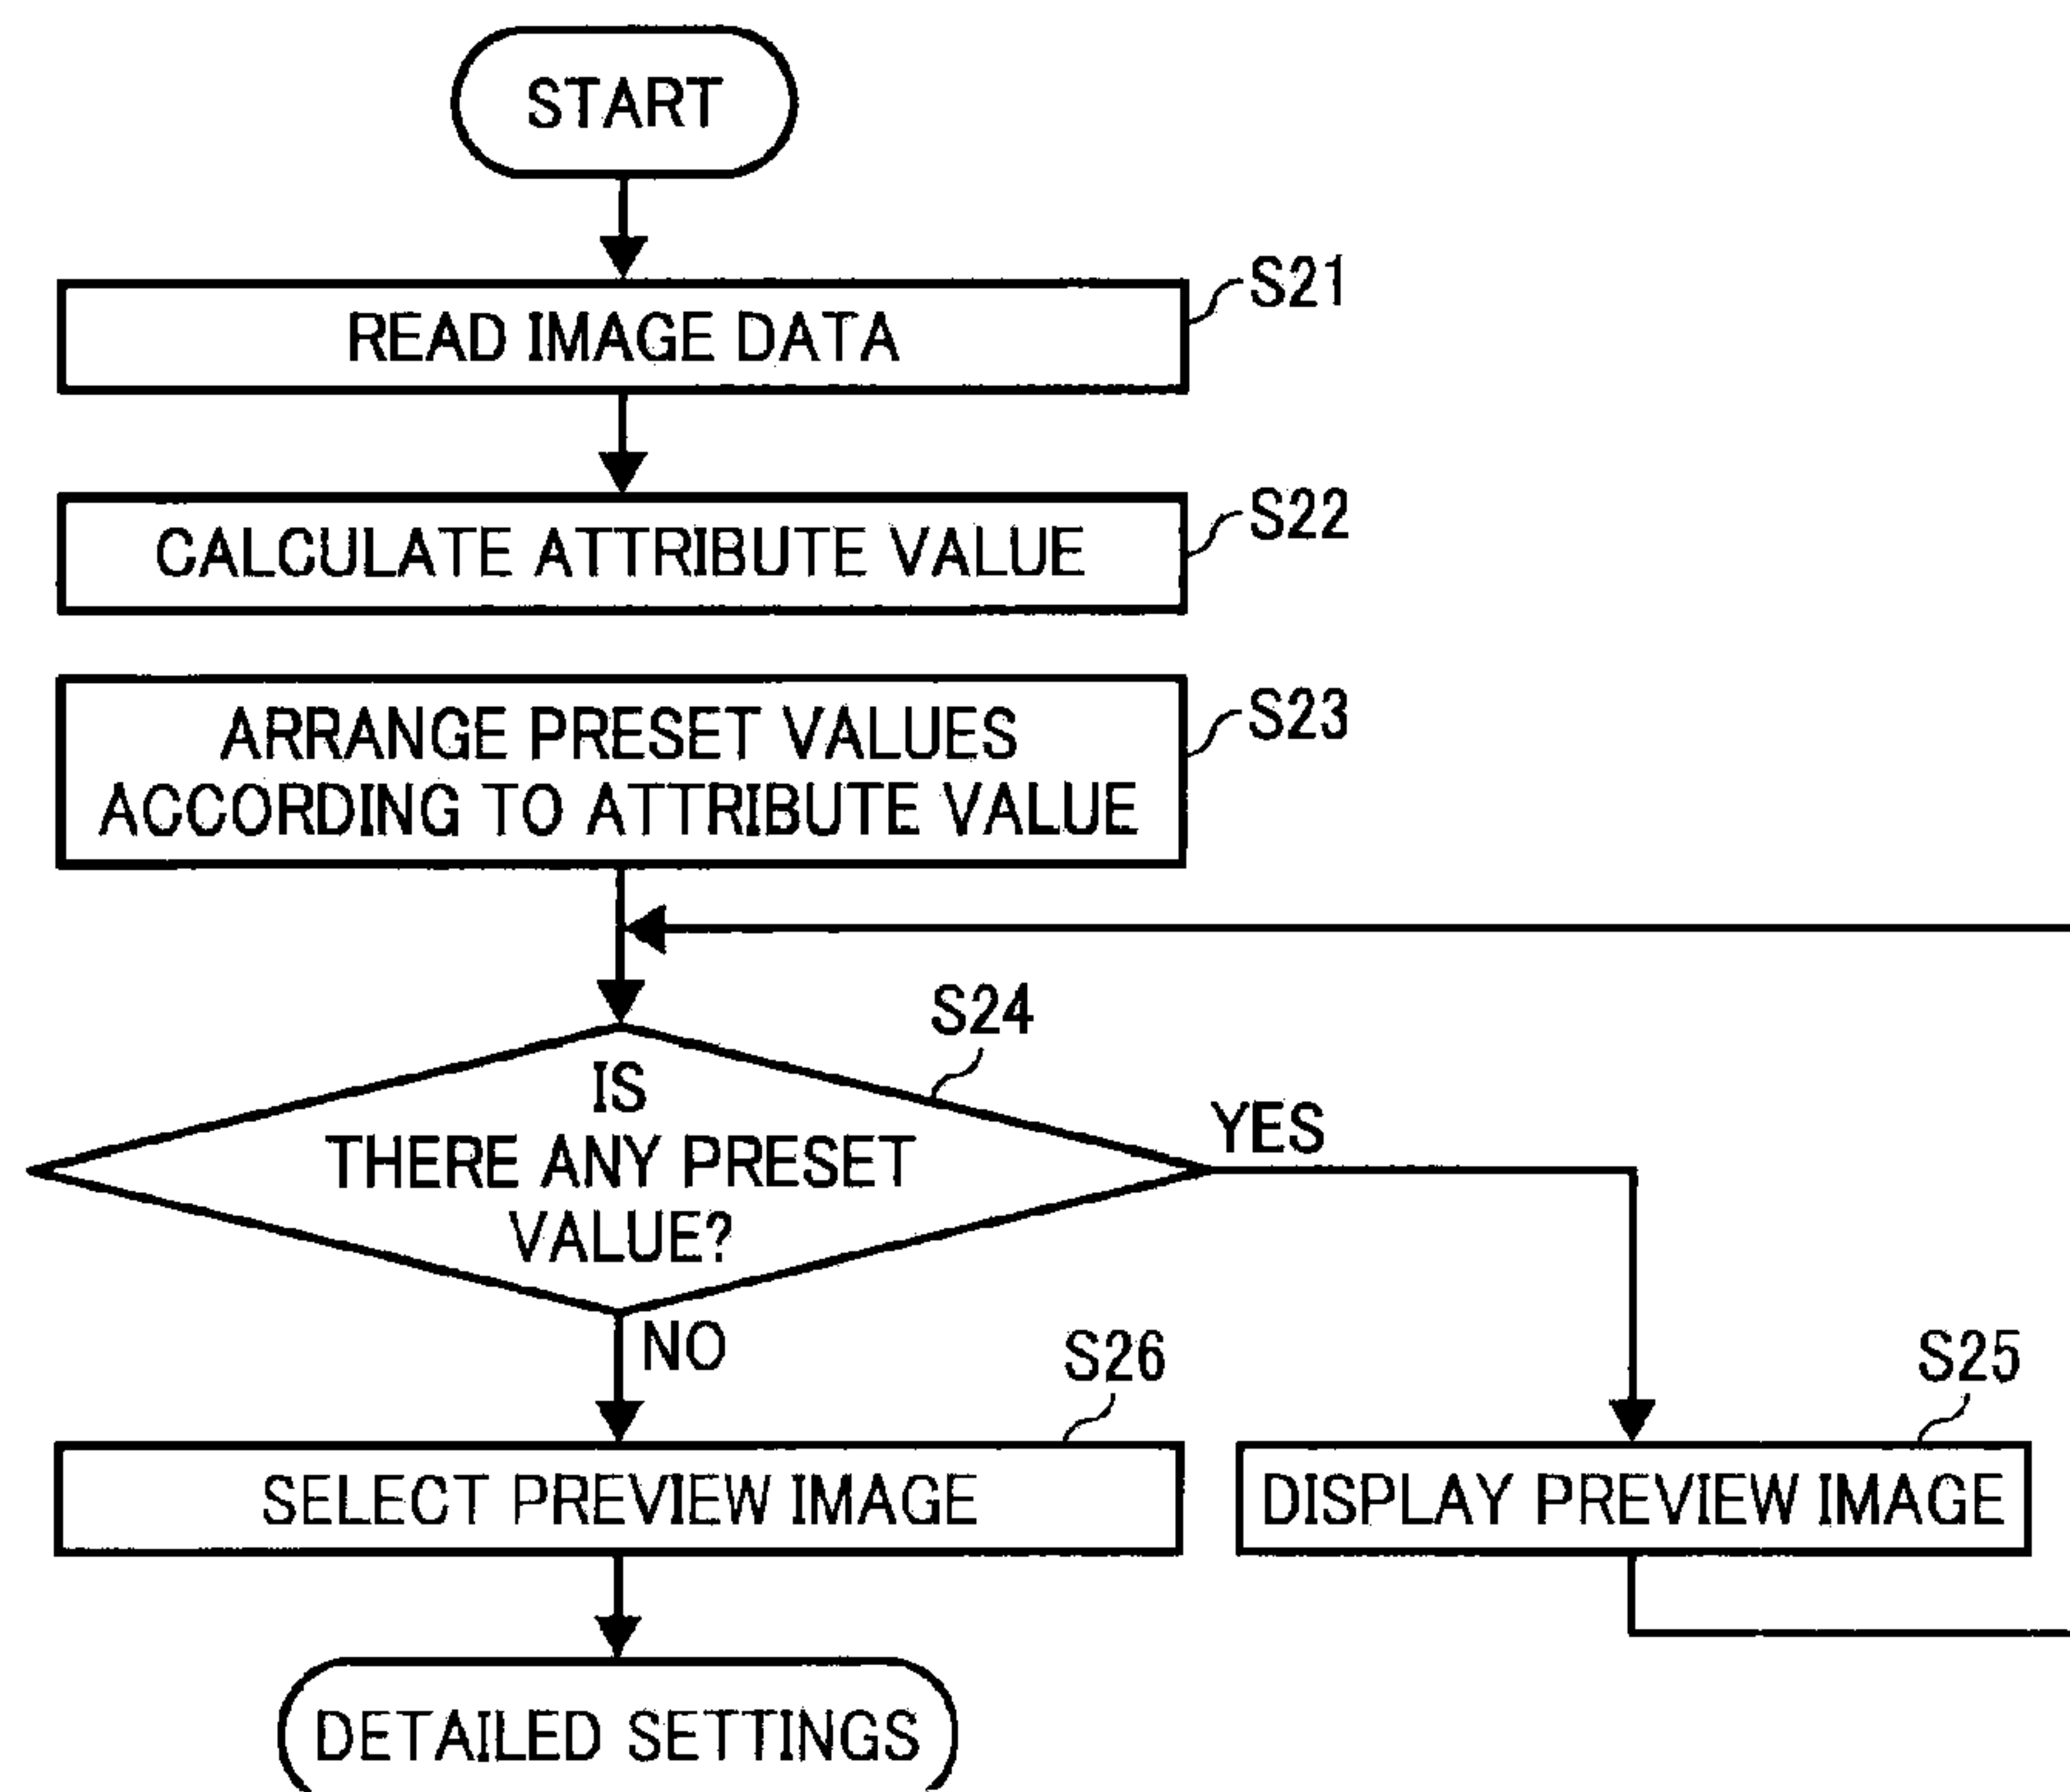 START
READ IMAGE DATA
S21
CALCULATE ATTRIBUTE VALUE
S22
ARRANGE PRESET VALUES
ACCORDING TO ATTRIBUTE VALUE
S23
IS
THERE ANY PRESET
VALUE?
S24
YES
NO
SELECT PREVIEW IMAGE
S26
DISPLAY PREVIEW IMAGE
S25
DETAILED SETTINGS